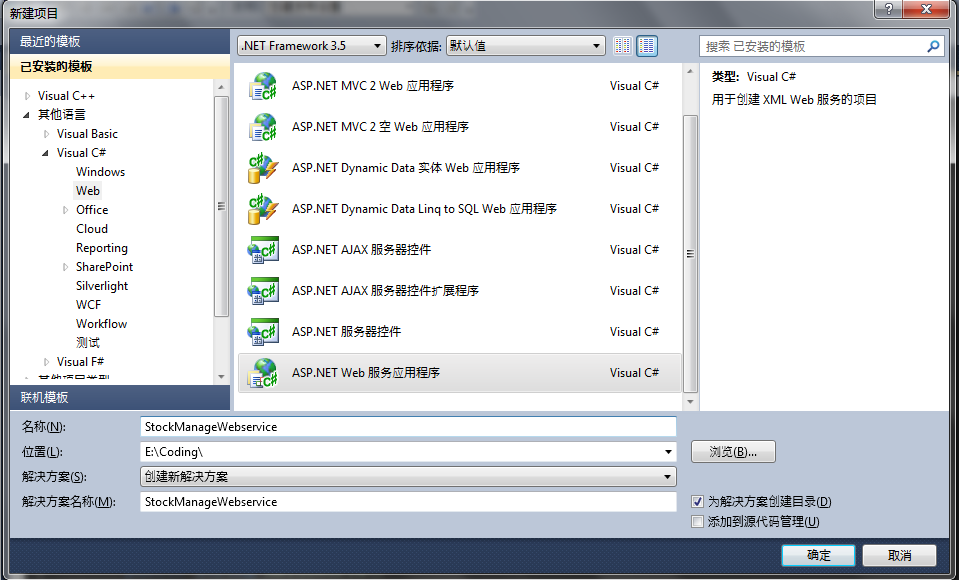 新建项目
最近的模板
已安装的模板
Visual C++
其他语言
Visual Basic
Visual C#
Windows
Web
Office
Cloud
Reporting
SharePoint
Silverlight
WCF
Workflow
测试
Visual F#
其他项目类型
联机模板
.NET Framework 3.5 排序依据: 默认值
ASP.NET MVC 2 Web 应用程序 Visual C#
ASP.NET MVC 2 空 Web 应用程序 Visual C#
ASP.NET Dynamic Data 实体 Web 应用程序 Visual C#
ASP.NET Dynamic Data Linq to SQL Web 应用程序 Visual C#
ASP.NET AJAX 服务器控件 Visual C#
ASP.NET AJAX 服务器控件扩展程序 Visual C#
ASP.NET 服务器控件 Visual C#
ASP.NET Web 服务应用程序 Visual C#
搜索 已安装的模板
类型: Visual C#
用于创建 XML Web 服务的项目
名称(N): StockManageWebservice
位置(L): E:\Coding\ 浏览(B)...
解决方案(S): 创建新解决方案
解决方案名称(M): StockManageWebservice
为解决方案创建目录(D)
添加到源代码管理(U)
确定 取消